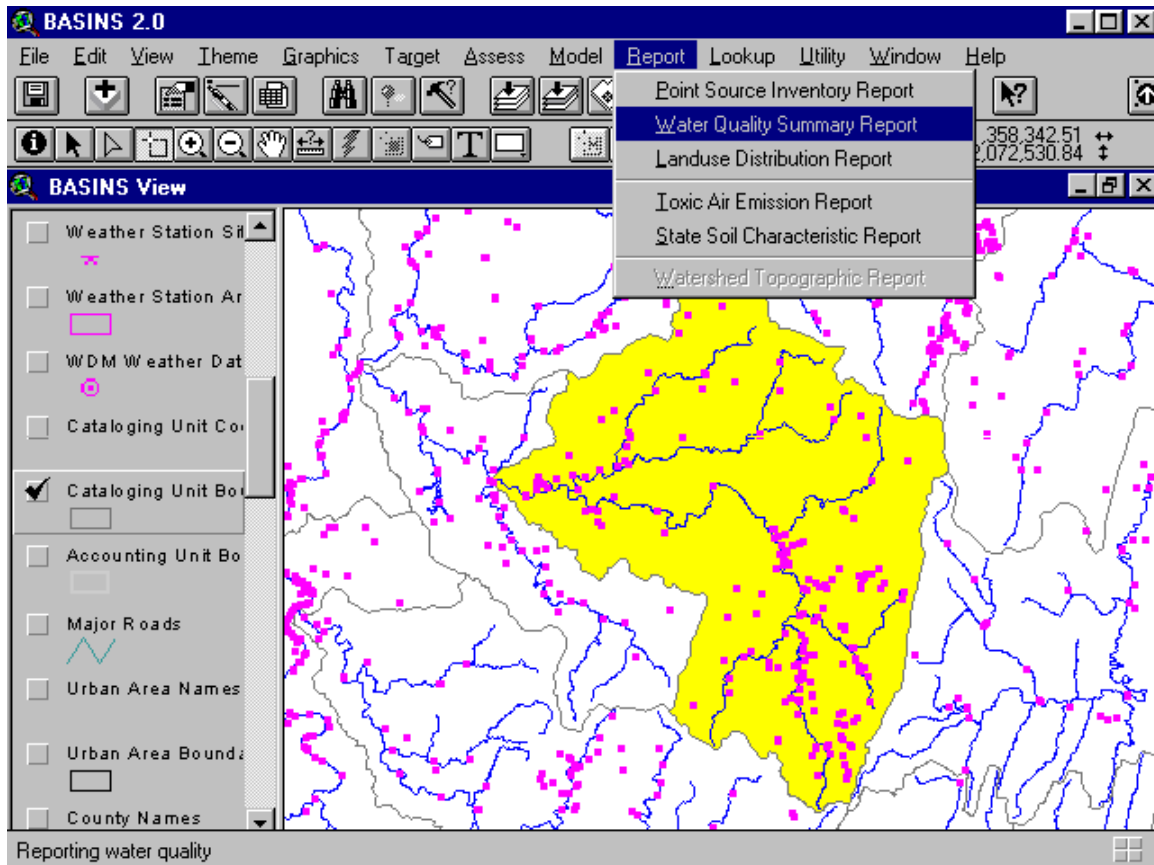 BASINS 2.0
File Edit View Theme Graphics Target Assess Model Report Lookup Utility Window Help
Point Source Inventory Report
Water Quality Summary Report
Landuse Distribution Report
Toxic Air Emission Report
State Soil Characteristic Report
Watershed Topographic Report
T
,358,342.51
2,072,530.84
BASINS View
Weather Station Sit
Weather Station Ar
WDM Weather Dat
Cataloging Unit Co
Cataloging Unit Bou
Accounting Unit Bo
Major Roads
Urban Area Names
Urban Area Bounda
County Names
Reporting water quality